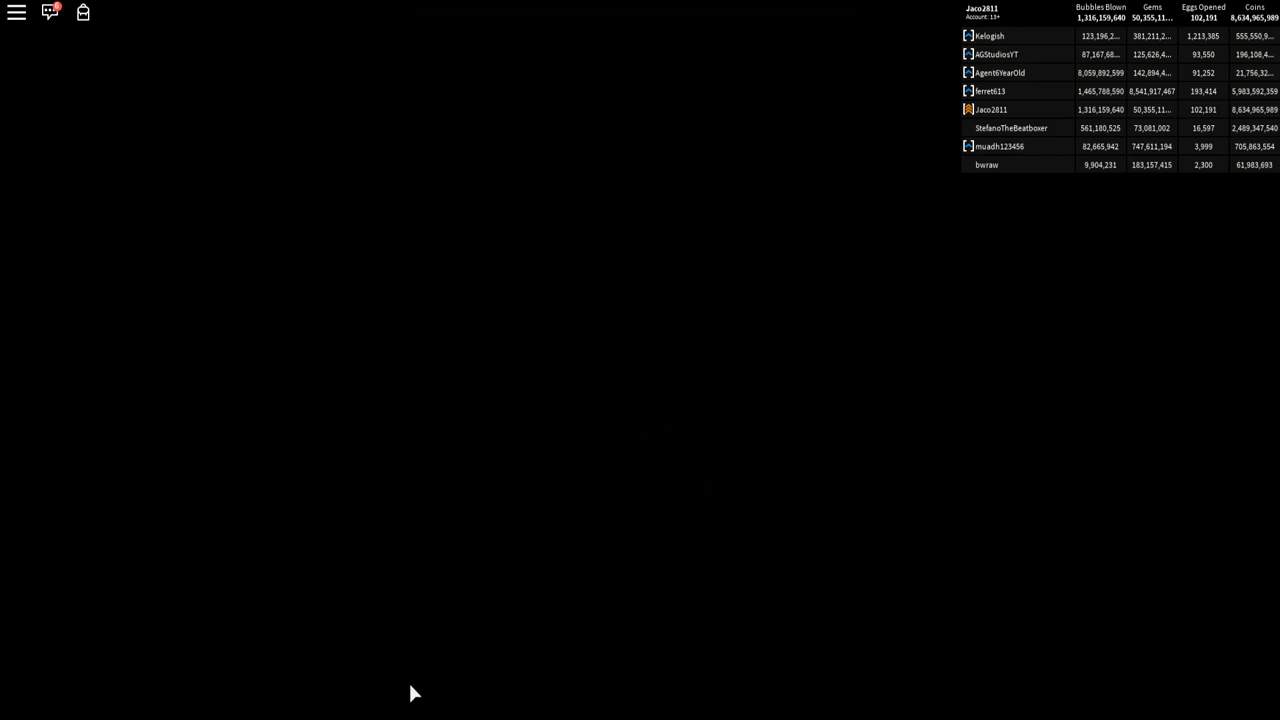 6
Jaco2811 Bubbles Blown Gems Eggs Opened Coins
Account: 13+ 1,316,159,640 50,355,11... 102,191 8,634,965,989
Kelogish 123,196,2... 381,211,2... 1,213,385 555,550,9...
AGStudiosYT 87,167,68... 125,626,4... 93,550 196,108,4...
Agent6YearOld 8,059,892,599 142,894,4... 91,252 21,756,32...
ferret613 1,465,788,590 8,541,917,467 193,414 5,983,592,359
Jaco2811 1,316,159,640 50,355,11... 102,191 8,634,965,989
StefanoTheBeatboxer 561,180,525 73,081,002 16,597 2,489,347,540
muadh123456 82,665,942 747,611,194 3,999 705,863,554
bwraw 9,904,231 183,157,415 2,300 61,983,693